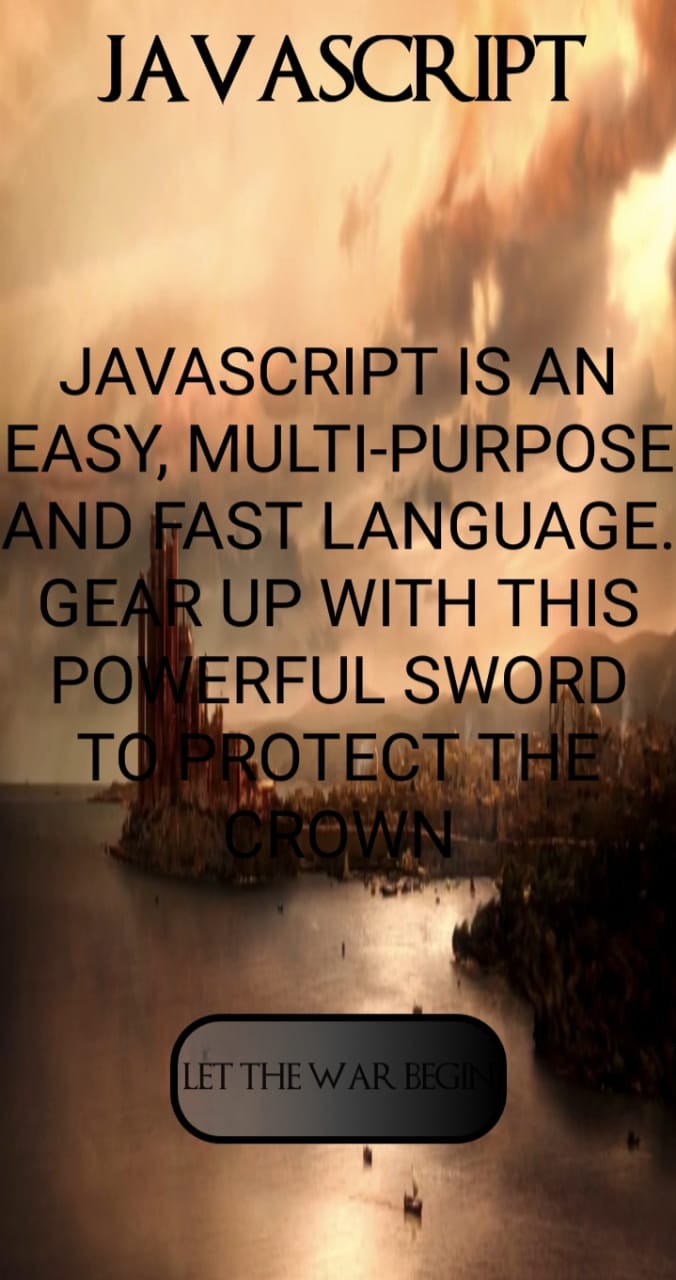 JAVASCRIPT
JAVASCRIPT IS AN
EASY, MULTI-PURPOSE
AND FAST LANGUAGE.
GEAR UP WITH THIS
POWERFUL SWORD
TO PROTECT THE
CROWN
LET THE WAR BEGIN